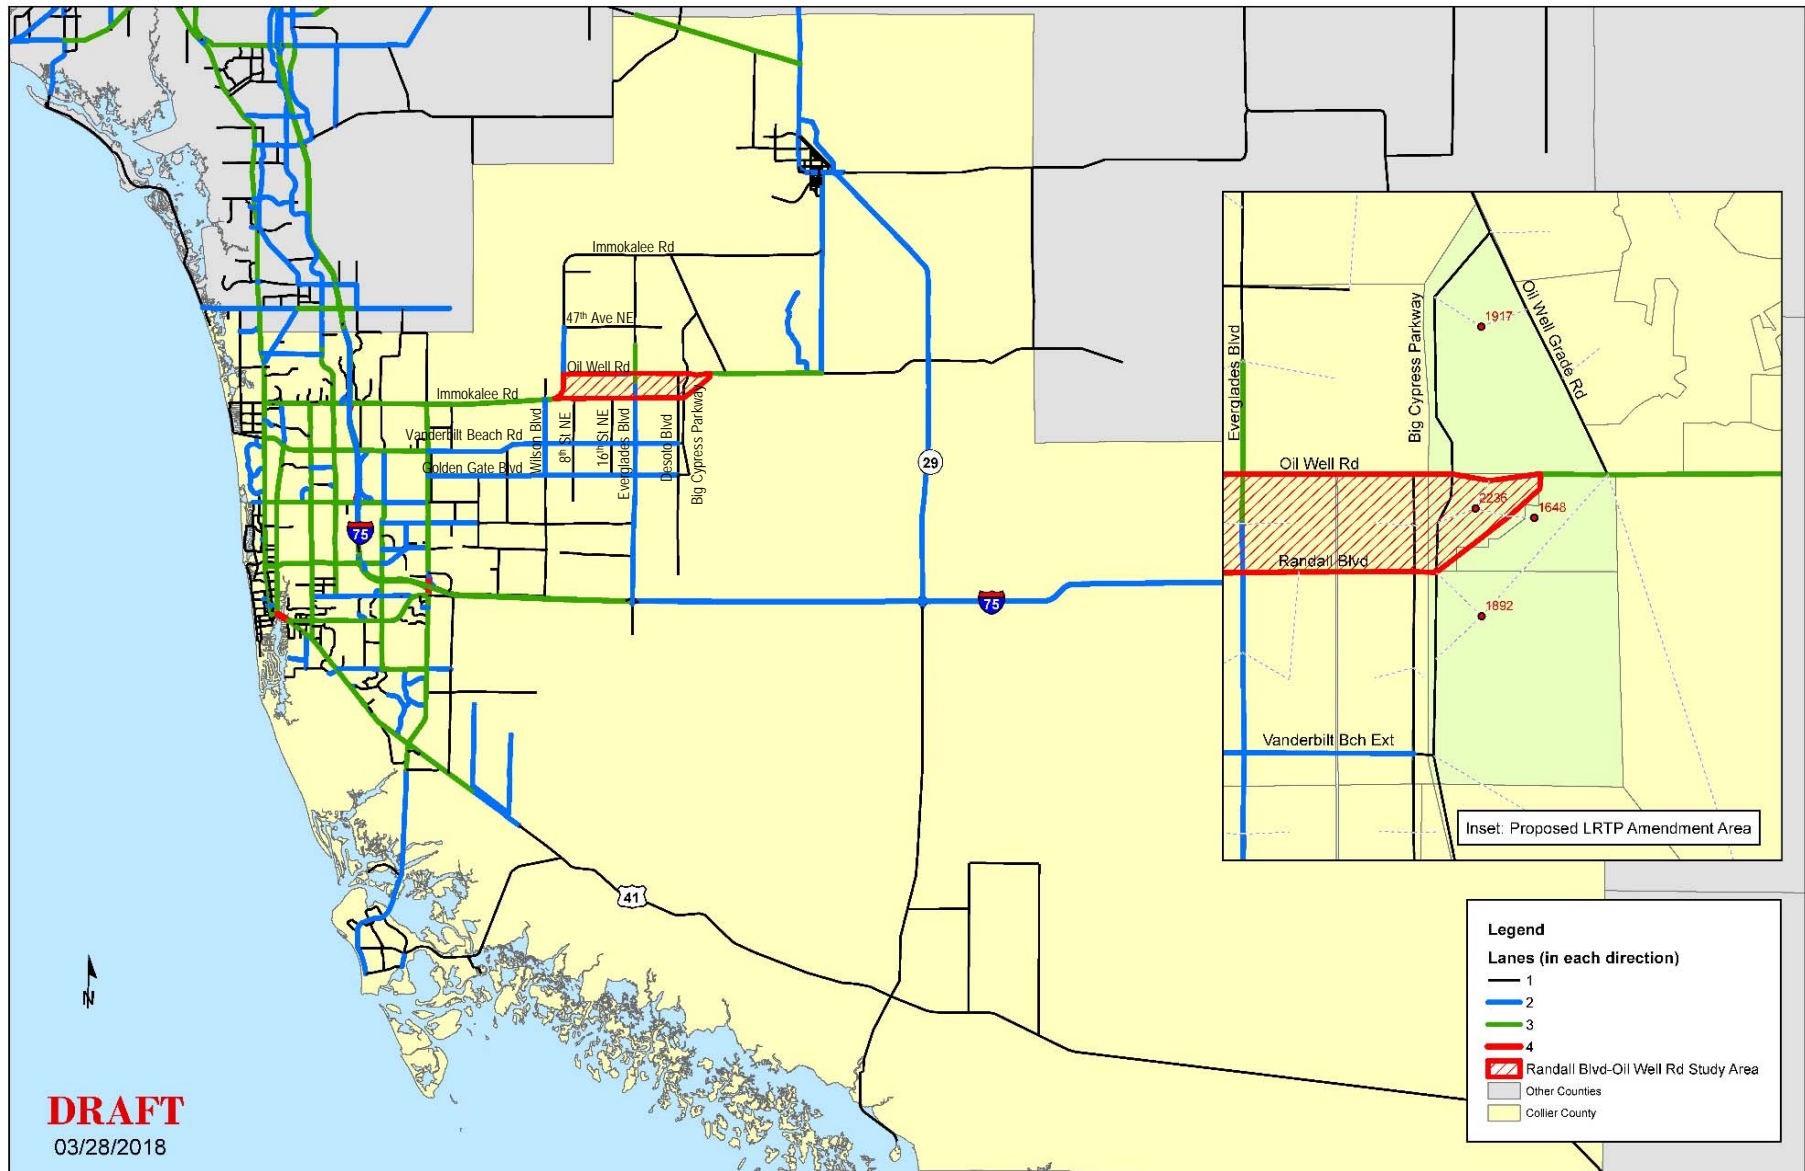 Immokalee Rd
47th Ave NE
Oil Well Rd
Immokalee Rd
Vanderbilt Beach Rd
Golden Gate Blvd
Wilson Blvd
8th St NE
16th St NE
Everglades Blvd
Desoto Blvd
Big Cypress Parkway
29
75
75
41
Everglades Blvd
Big Cypress Parkway
Oil Well Grade Rd
1917
Oil Well Rd
2236
1648
Randall Blvd
1892
Vanderbilt Bch Ext
Inset: Proposed LRTP Amendment Area
Legend
Lanes (in each direction)
1
2
3
4
Randall Blvd-Oil Well Rd Study Area
Other Counties
Collier County
N
DRAFT
03/28/2018